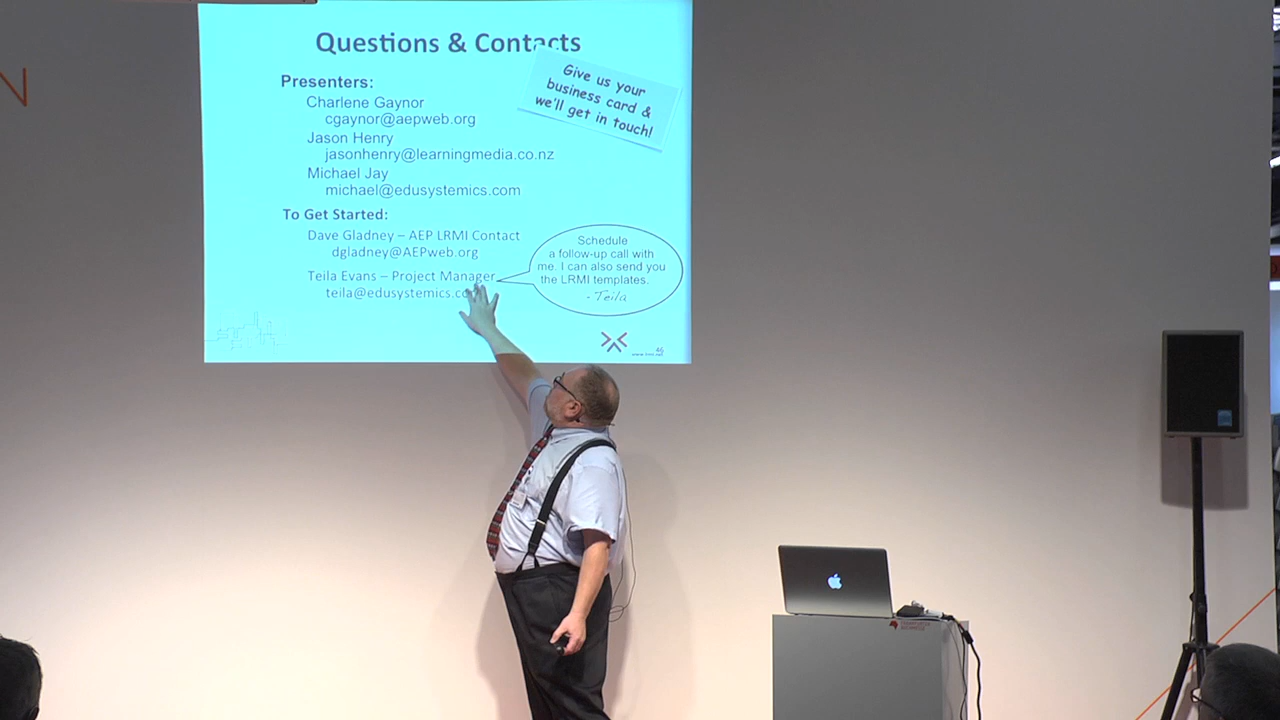 Questions & Contacts
Give us your
business card &
we'll get in touch!
Presenters:
Charlene Gaynor
cgaynor@aepweb.org
Jason Henry
jasonhenry@learningmedia.co.nz
Michael Jay
michael@edusystemics.com
To Get Started:
Dave Gladney – AEP LRMI Contact
dgladney@AEPweb.org
Teila Evans – Project Manager
teila@edusystemics.co
Schedule
a follow-up call with
me. I can also send you
the LRMI templates.
- Teila
N